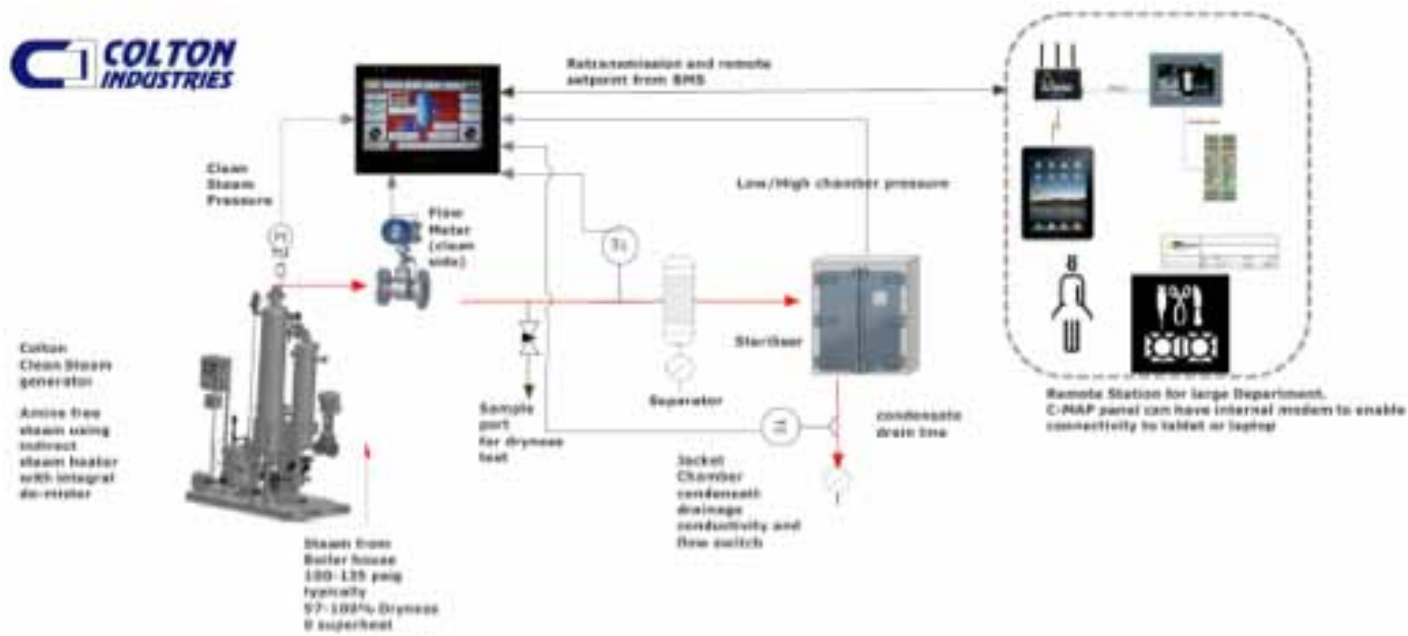 COLTON
INDUSTRIES
Retransmission and remote
setpoint from BMS
Clean
Steam
Pressure
Flow
Meter
(clean
side)
Low/High chamber pressure
Colton
Clean Steam
generator
Amine free
steam using
indirect
steam heater
with integral
de-mister
Steam from
Boiler house
100-135 psig
typically
97-100% Dryness
0 superheat
Sample
port
for dryness
test
Separator
Steriliser
condensate
drain line
Jacket
Chamber
condensate
drainage
conductivity and
flow switch
Remote Station for large Department.
C-MAP panel can have internal modem to enable
connectivity to tablet or laptop